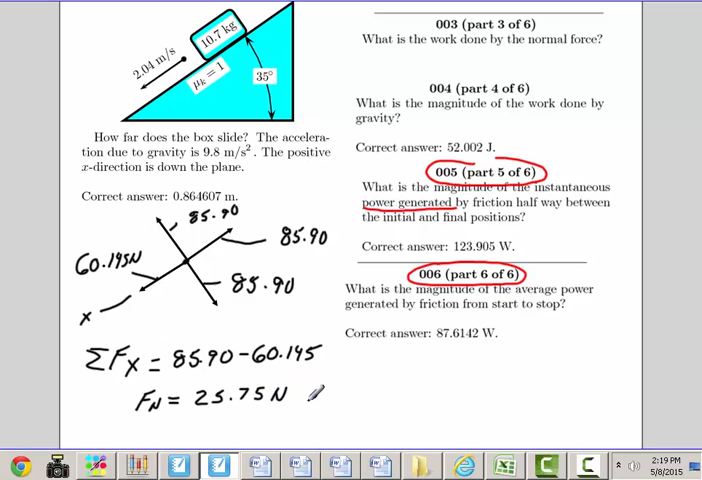 10.7 kg
2.04 m/s
μk = 1
35°
How far does the box slide? The accelera-
tion due to gravity is 9.8 m/s². The positive
x-direction is down the plane.
Correct answer: 0.864607 m.
85.90
60.145N
85.90
85.90
x
ΣFx = 85.90-60.145
FN = 25.75N
003 (part 3 of 6)
What is the work done by the normal force?
004 (part 4 of 6)
What is the magnitude of the work done by
gravity?
Correct answer: 52.002 J.
005 (part 5 of 6)
What is the magnitude of the instantaneous
power generated by friction half way between
the initial and final positions?
Correct answer: 123.905 W.
006 (part 6 of 6)
What is the magnitude of the average power
generated by friction from start to stop?
Correct answer: 87.6142 W.
2:19 PM
5/8/2015